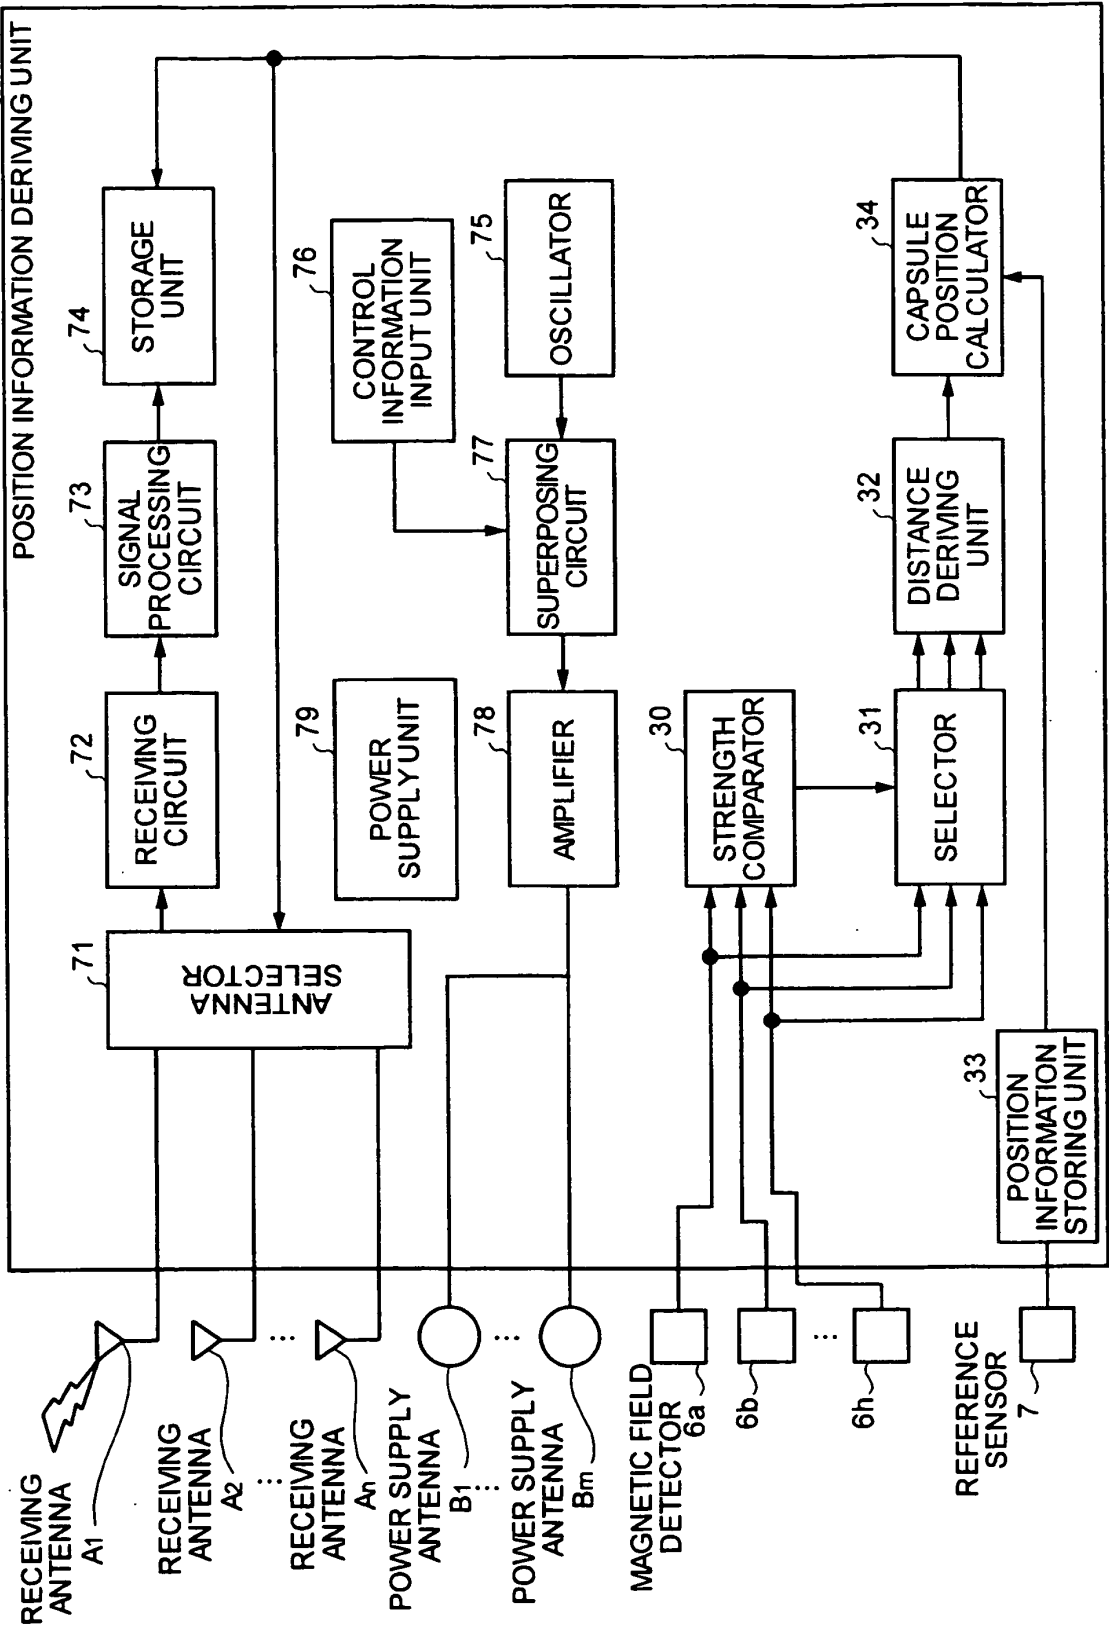 POSITION INFORMATION DERIVING UNIT
RECEIVING
ANTENNA
A1
RECEIVING
ANTENNA
A2
RECEIVING
ANTENNA
An
71
ANTENNA
SELECTOR
72
RECEIVING
CIRCUIT
73
SIGNAL
PROCESSING
CIRCUIT
74
STORAGE
UNIT
POWER SUPPLY
ANTENNA
B1
POWER SUPPLY
ANTENNA
Bm
79
POWER
SUPPLY UNIT
76
CONTROL
INFORMATION
INPUT UNIT
78
AMPLIFIER
77
SUPERPOSING
CIRCUIT
75
OSCILLATOR
MAGNETIC FIELD
DETECTOR
6a
6b
6h
30
STRENGTH
COMPARATOR
31
SELECTOR
32
DISTANCE
DERIVING
UNIT
34
CAPSULE
POSITION
CALCULATOR
REFERENCE
SENSOR
7
33
POSITION
INFORMATION
STORING UNIT